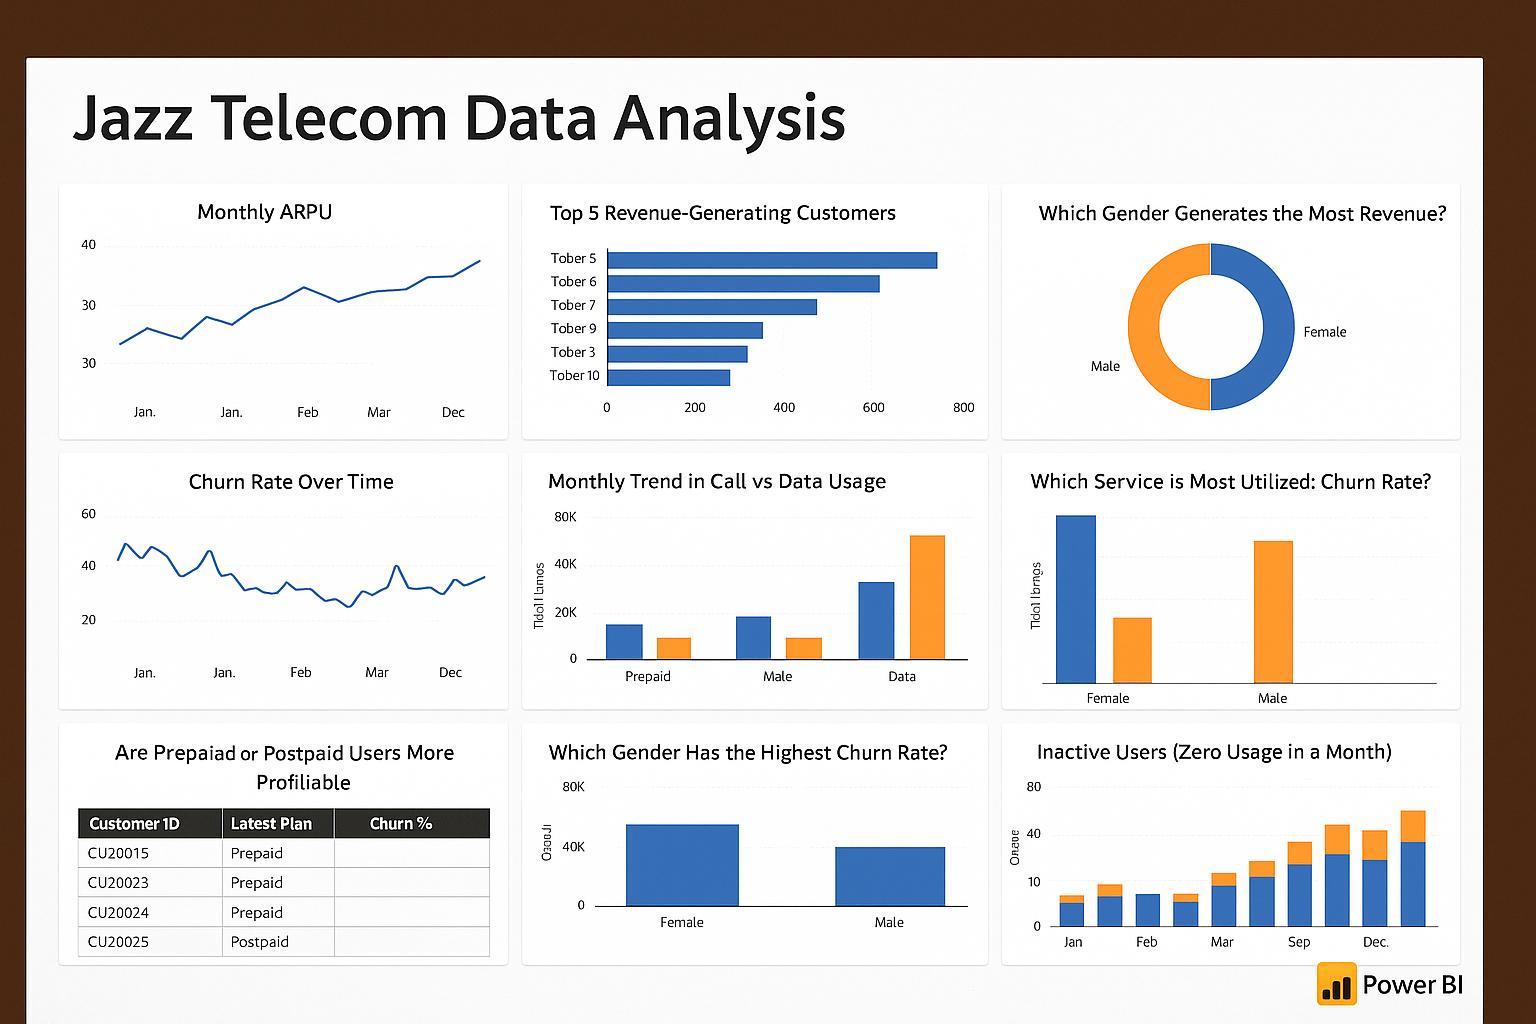 Jazz Telecom Data Analysis
Monthly ARPU
40
30
30
Jan. Jan. Feb Mar Dec
Top 5 Revenue-Generating Customers
Tober 5
Tober 6
Tober 7
Tober 9
Tober 3
Tober 10
0 200 400 600 800
Which Gender Generates the Most Revenue?
Female
Male
Churn Rate Over Time
60
40
20
Jan. Jan. Feb Mar Dec
Monthly Trend in Call vs Data Usage
80K
40K
20K
0
Prepaid Male Data
Which Service is Most Utilized: Churn Rate?
Female Male
Are Prepaiad or Postpaid Users More
Profiliable
Customer 1D Latest Plan Churn %
CU20015 Prepaid
CU20023 Prepaid
CU20024 Prepaid
CU20025 Postpaid
Which Gender Has the Highest Churn Rate?
80K
40K
0
Female Male
Inactive Users (Zero Usage in a Month)
80
40
10
0
Jan Feb Mar Sep Dec.
Power BI